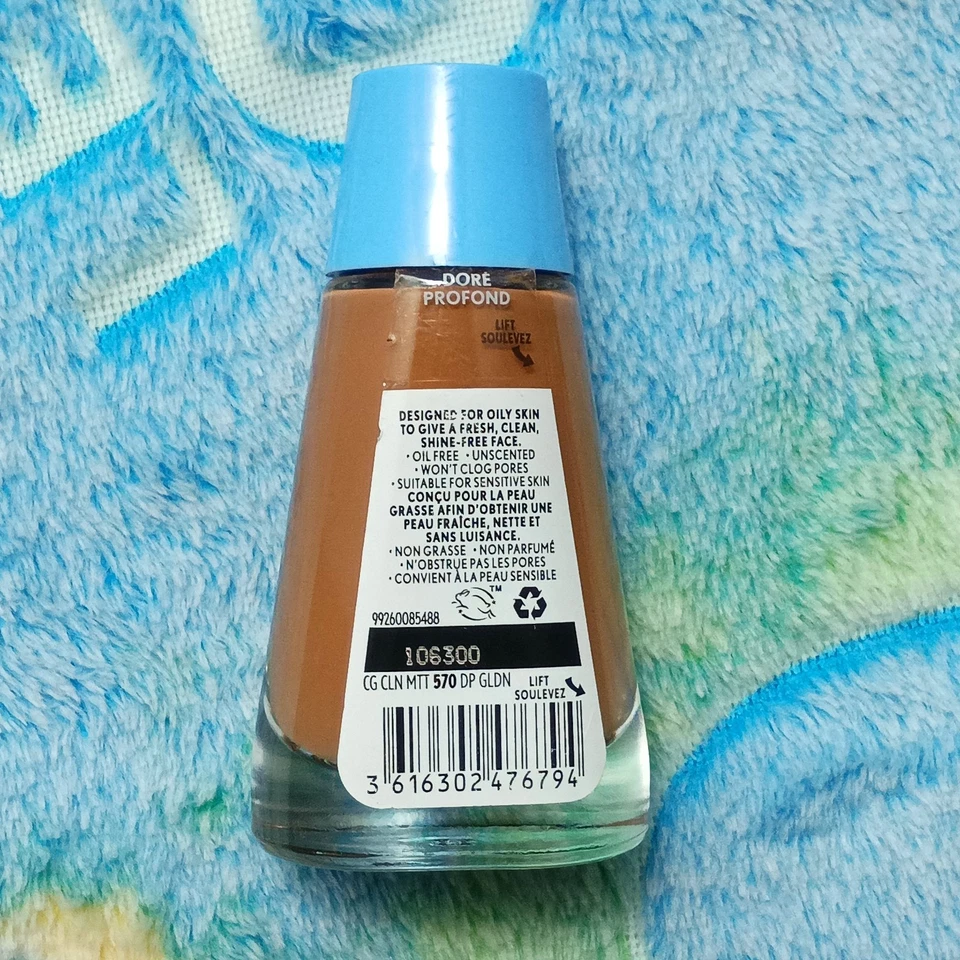 DORÉ
PROFOND
LIFT
SOULEVEZ
DESIGNED FOR OILY SKIN
TO GIVE A FRESH, CLEAN,
SHINE-FREE FACE.
• OIL FREE • UNSCENTED
• WON'T CLOG PORES
• SUITABLE FOR SENSITIVE SKIN
CONÇU POUR LA PEAU
GRASSE AFIN D'OBTENIR UNE
PEAU FRAÎCHE, NETTE ET
SANS LUISANCE.
• NON GRASSE • NON PARFUMÉ
• N'OBSTRUE PAS LES PORES
• CONVIENT À LA PEAU SENSIBLE
TM
99260085488
106300
CG CLN MTT 570 DP GLDN
LIFT
SOULEVEZ
3 616302 476794